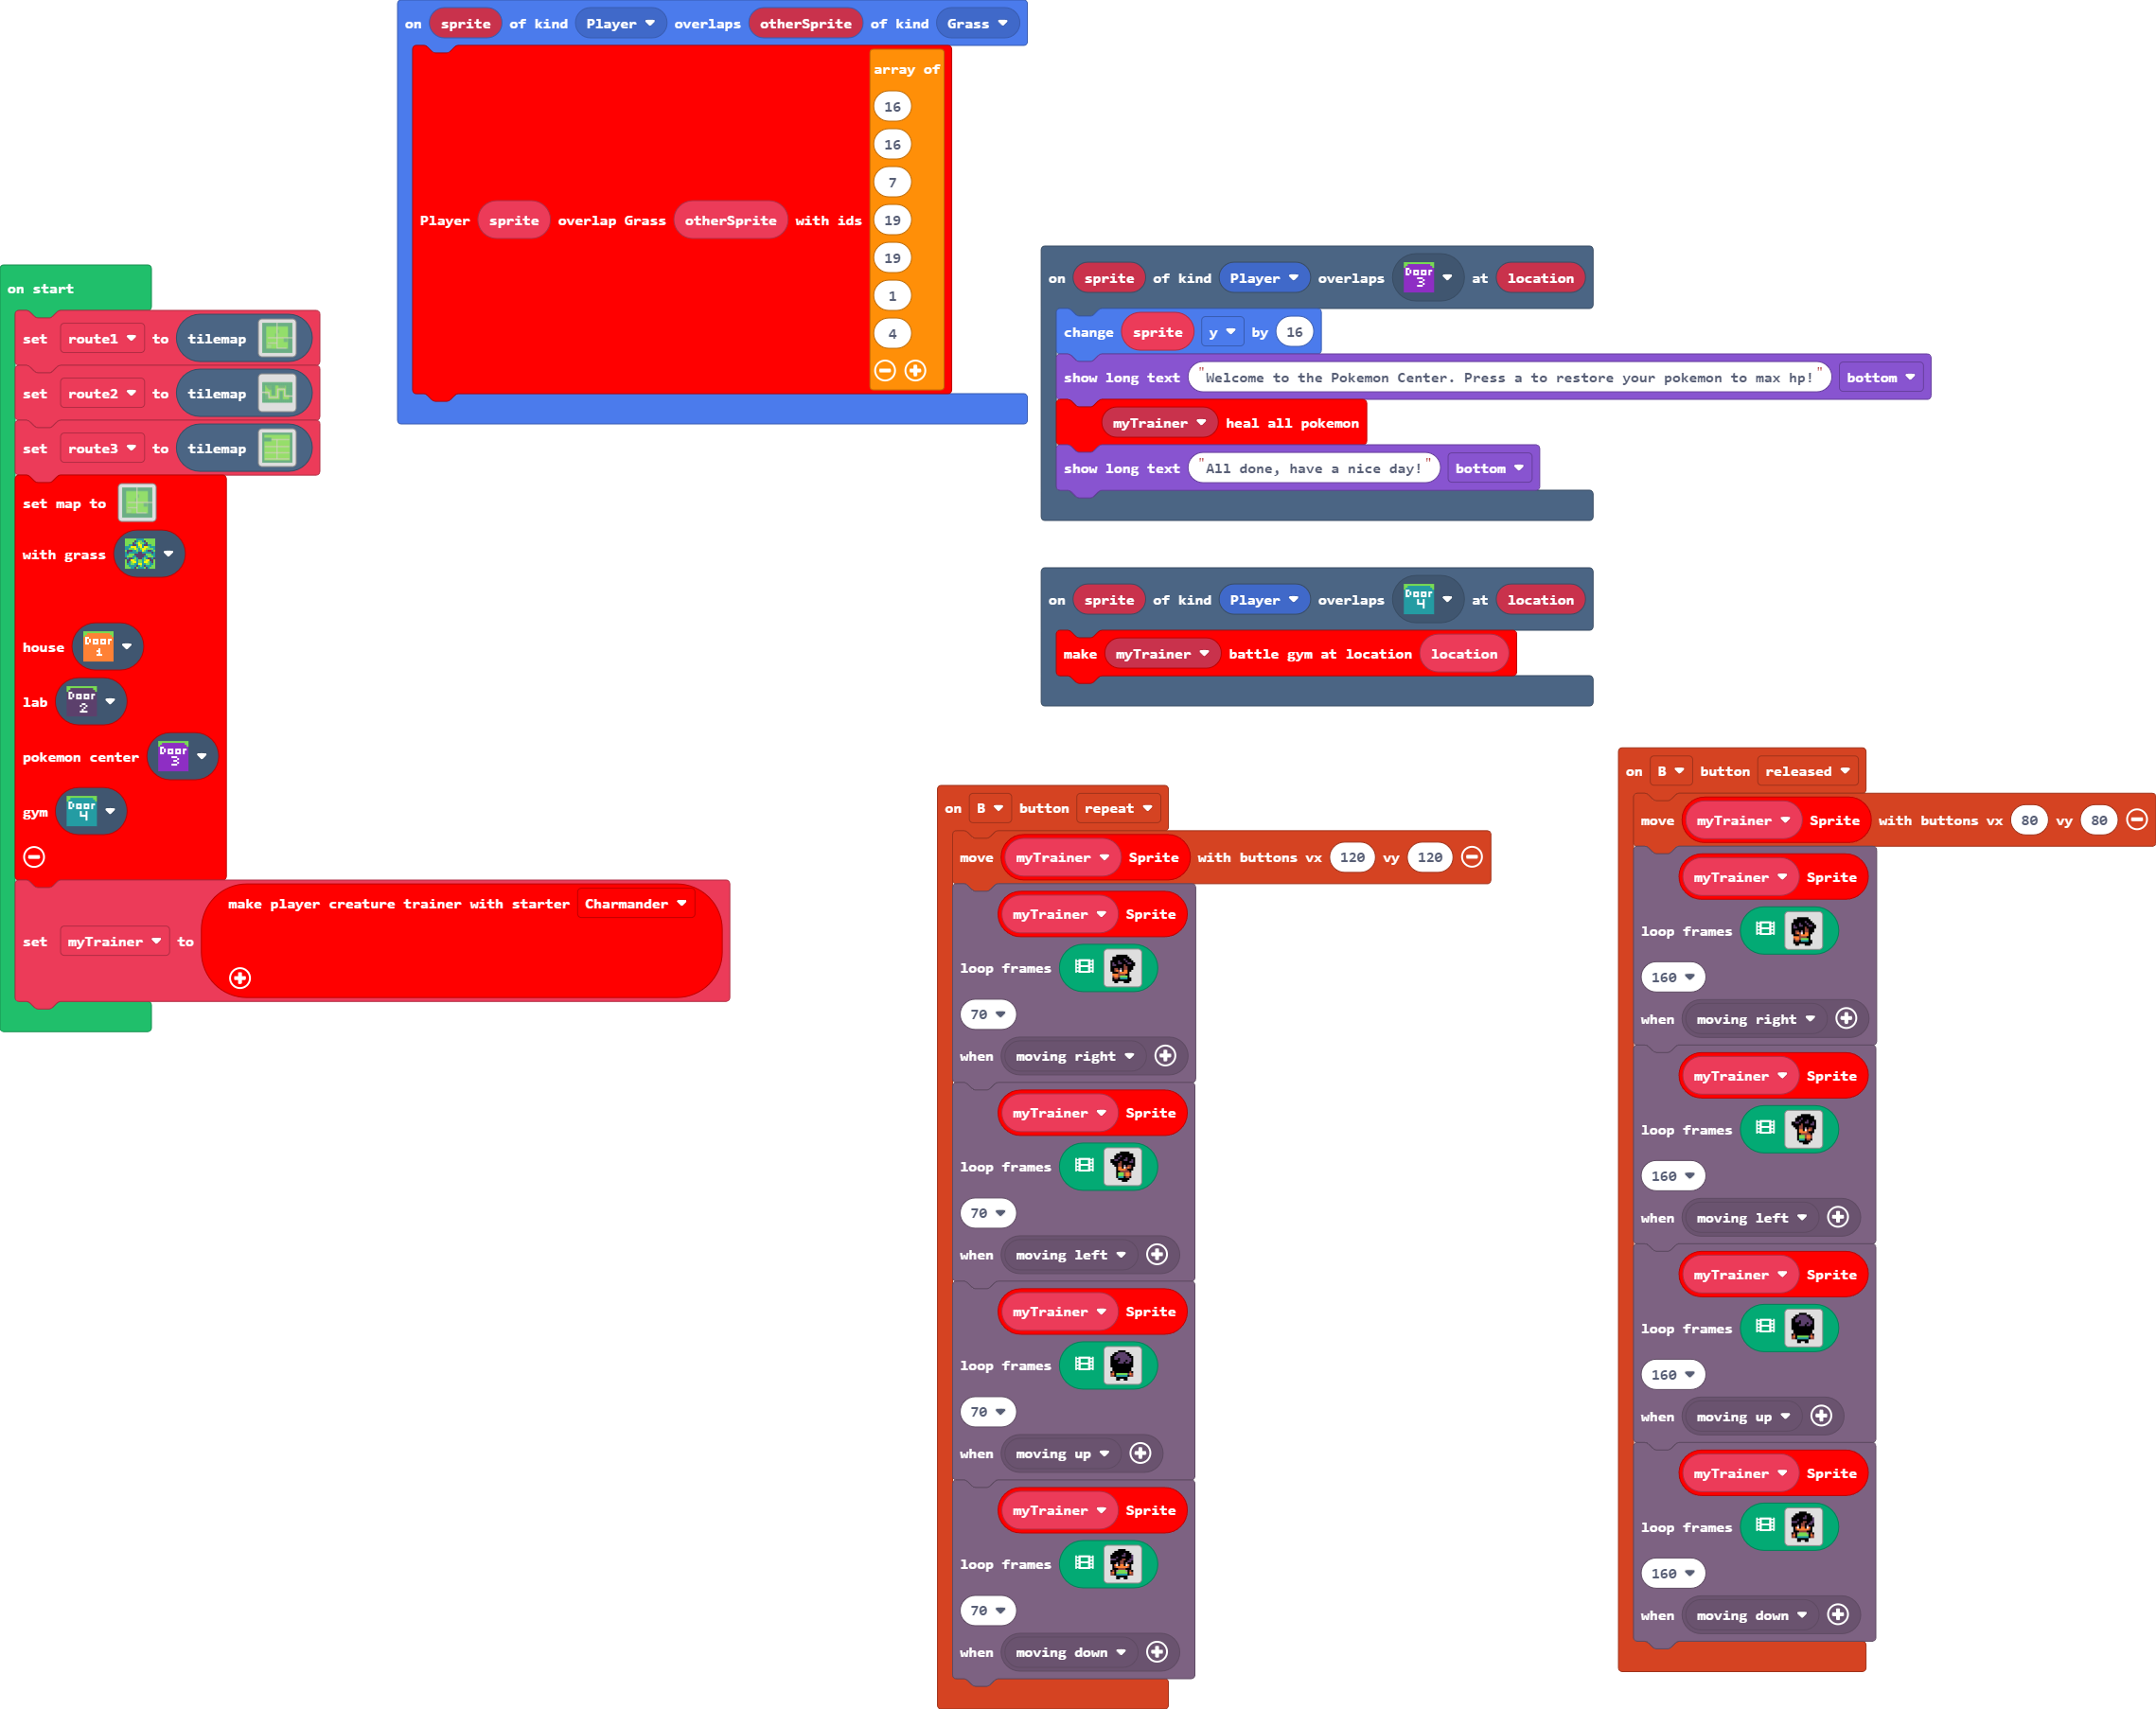 on sprite of kind Player overlaps otherSprite of kind Grass
array of
16
16
7
19
Player sprite overlap Grass otherSprite with ids
19
1
4
on start
set route1 to tilemap
set route2 to tilemap
set route3 to tilemap
set map to
with grass
house Door 1
lab Door 2
pokemon center Door 3
gym Door 4
set myTrainer to make player creature trainer with starter Charmander
on sprite of kind Player overlaps Door 3 at location
change sprite y by 16
show long text "Welcome to the Pokemon Center. Press a to restore your pokemon to max hp!" bottom
myTrainer heal all pokemon
show long text "All done, have a nice day!" bottom
on sprite of kind Player overlaps Door 4 at location
make myTrainer battle gym at location location
on B button repeat
move myTrainer Sprite with buttons vx 120 vy 120
myTrainer Sprite
loop frames
70
when moving right
myTrainer Sprite
loop frames
70
when moving left
myTrainer Sprite
loop frames
70
when moving up
myTrainer Sprite
loop frames
70
when moving down
on B button released
move myTrainer Sprite with buttons vx 80 vy 80
myTrainer Sprite
loop frames
160
when moving right
myTrainer Sprite
loop frames
160
when moving left
myTrainer Sprite
loop frames
160
when moving up
myTrainer Sprite
loop frames
160
when moving down